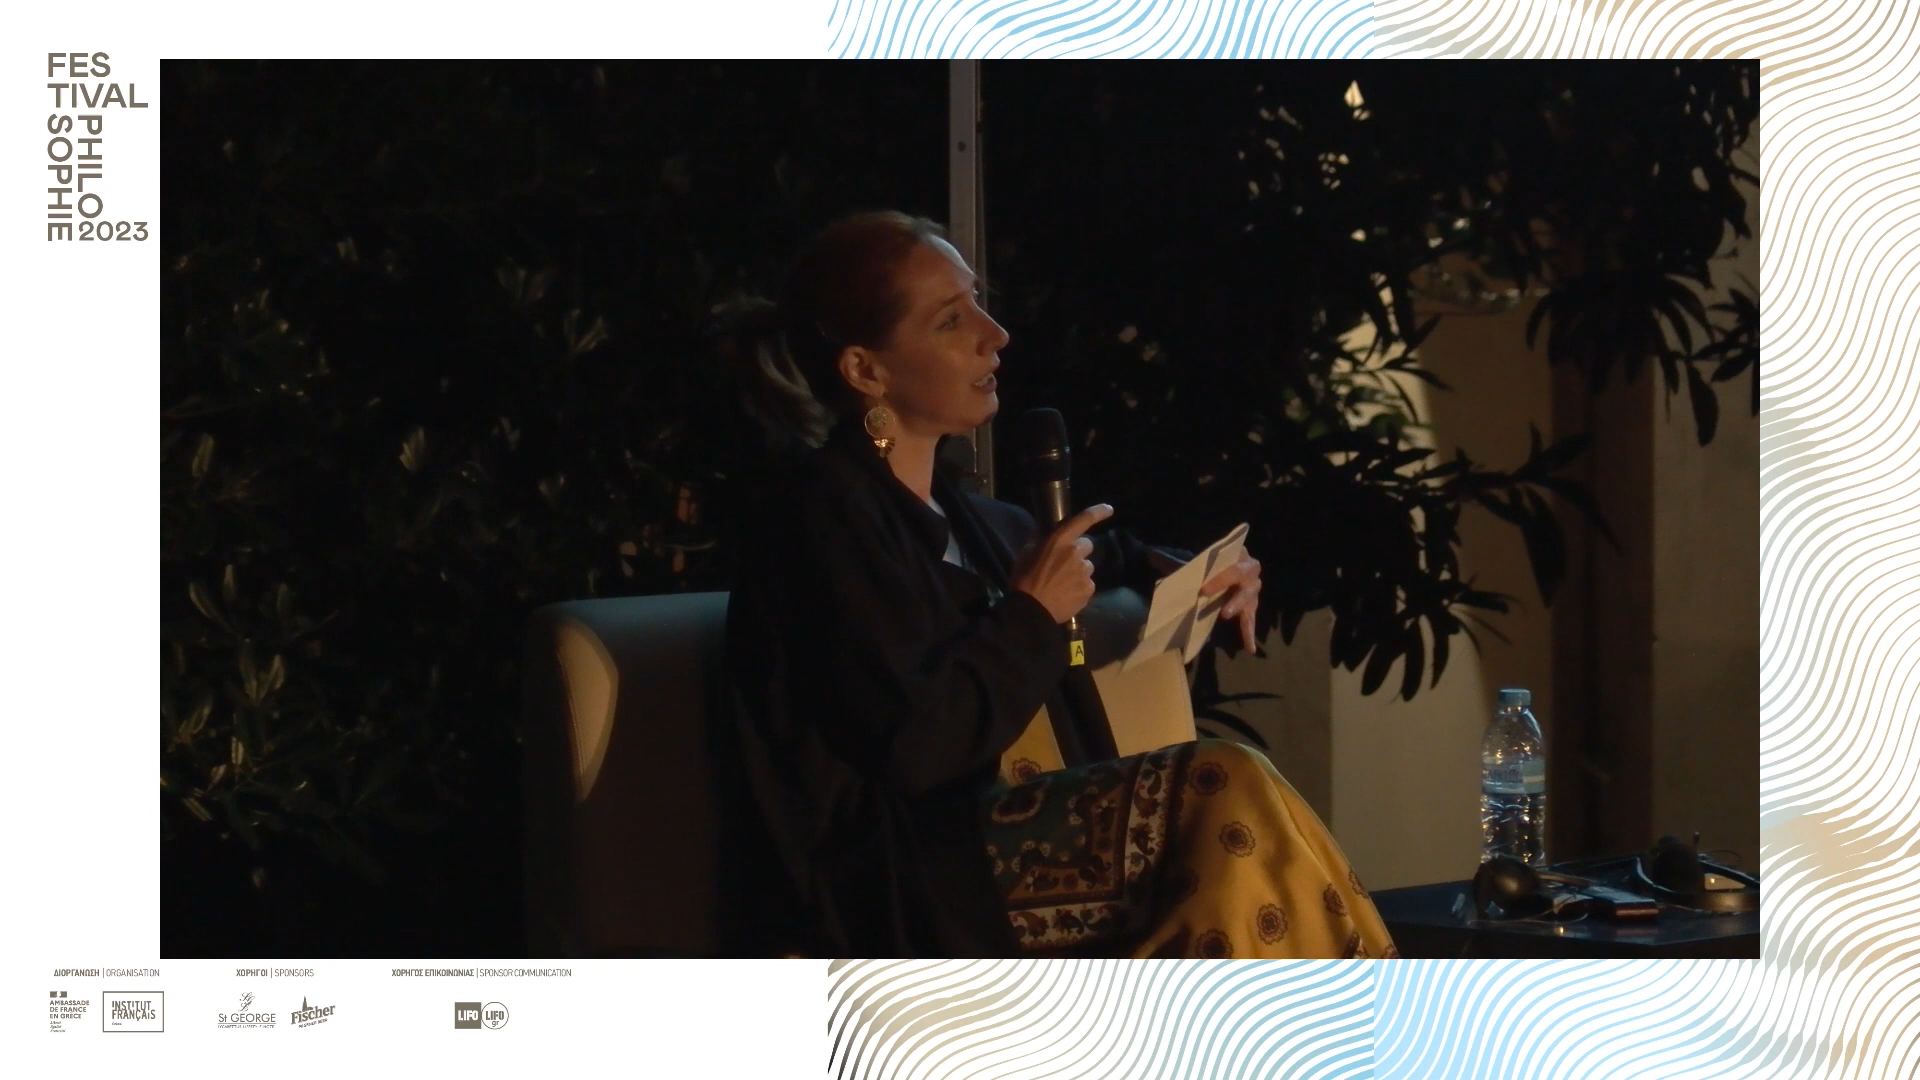 FES
TIVAL
PHILO
SOPHIE
2023
A
ΔΙΟΡΓΑΝΩΣΗ | ORGANISATION
ΧΟΡΗΓΟΙ | SPONSORS
ΧΟΡΗΓΟΣ ΕΠΙΚΟΙΝΩΝΙΑΣ | SPONSOR COMMUNICATION
AMBASSADE
DE FRANCE
EN GRÈCE
INSTITUT
FRANÇAIS
St GEORGE
Fischer
LIFO
LIFO
gr